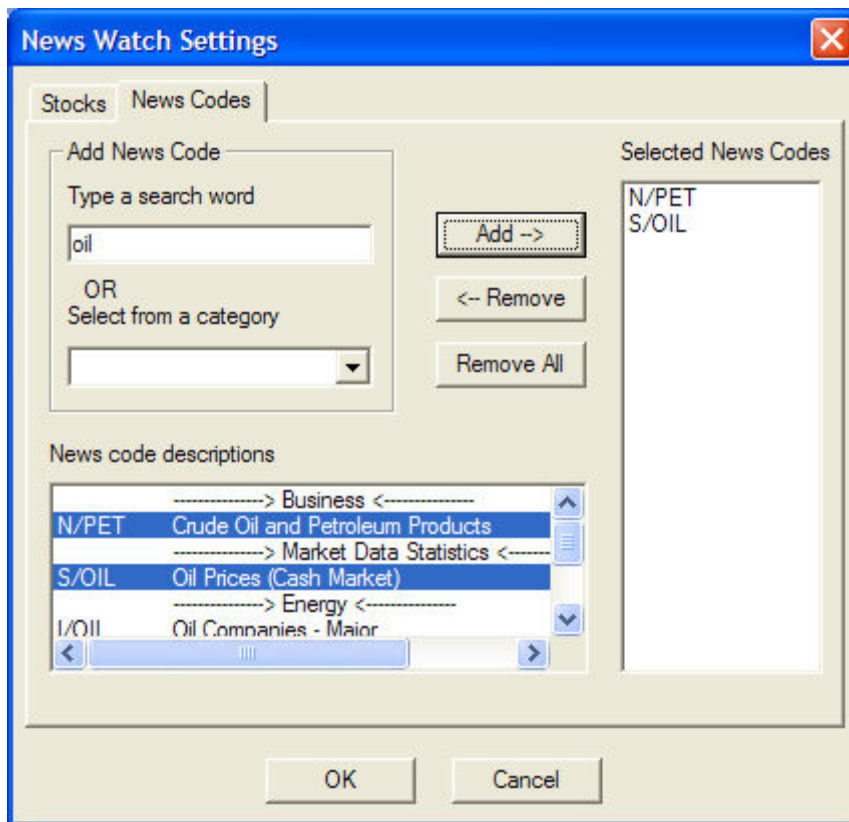 News Watch Settings
Stocks
News Codes
Add News Code
Type a search word
oil
OR
Select from a category
Add -->
<-- Remove
Remove All
Selected News Codes
N/PET
S/OIL
News code descriptions
--------------> Business <--------------
N/PET Crude Oil and Petroleum Products
--------------> Market Data Statistics <-------
S/OIL Oil Prices (Cash Market)
--------------> Energy <--------------
I/OIL Oil Companies - Major
OK
Cancel